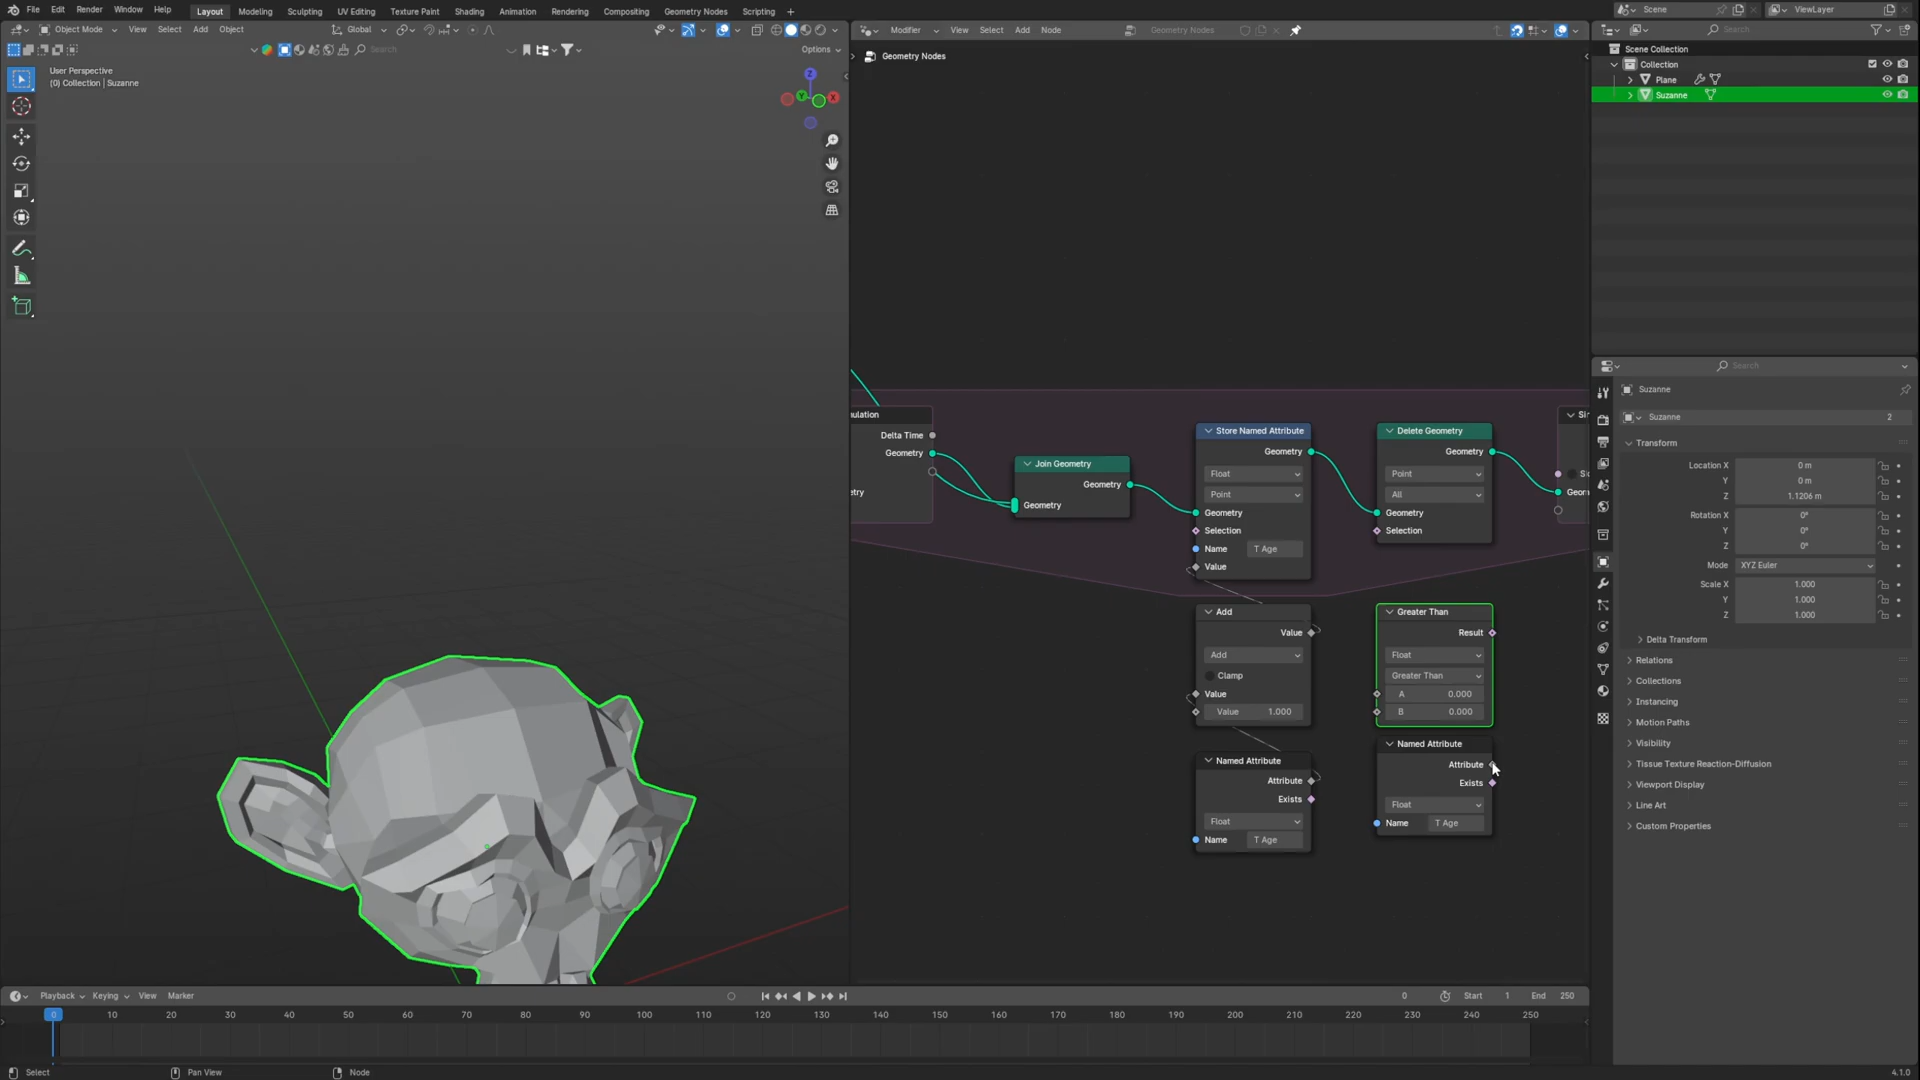 File Edit Render Window Help Layout Modeling Sculpting UV Editing Texture Paint Shading Animation Rendering Compositing Geometry Nodes Scripting + Scene ViewLayer
Object Mode View Select Add Object Global Modifier View Select Add Node Geometry Nodes Search
Search Options
User Perspective
(0) Collection | Suzanne
Z
Y
X
Geometry Nodes
Scene Collection
Collection
Plane
Suzanne
Search
Suzanne
Suzanne 2
Transform
Location X 0 m
Y 0 m
Z 1.1206 m
Rotation X 0°
Y 0°
Z 0°
Mode XYZ Euler
Scale X 1.000
Y 1.000
Z 1.000
Delta Transform
Relations
Collections
Instancing
Motion Paths
Visibility
Tissue Texture Reaction-Diffusion
Viewport Display
Line Art
Custom Properties
mulation
Delta Time
Geometry
etry
Join Geometry
Geometry
Geometry
Store Named Attribute
Geometry
Float
Point
Geometry
Selection
Name T Age
Value
Delete Geometry
Geometry
Point
All
Geometry
Selection
Geom
Add
Value
Add
Clamp
Value
Value 1.000
Greater Than
Result
Float
Greater Than
A 0.000
B 0.000
Named Attribute
Attribute
Exists
Float
Name T Age
Named Attribute
Attribute
Exists
Float
Name T Age
Playback Keying View Marker 0 Start 1 End 250
0 10 20 30 40 50 60 70 80 90 100 110 120 130 140 150 160 170 180 190 200 210 220 230 240 250
Select Pan View Node 4.1.0